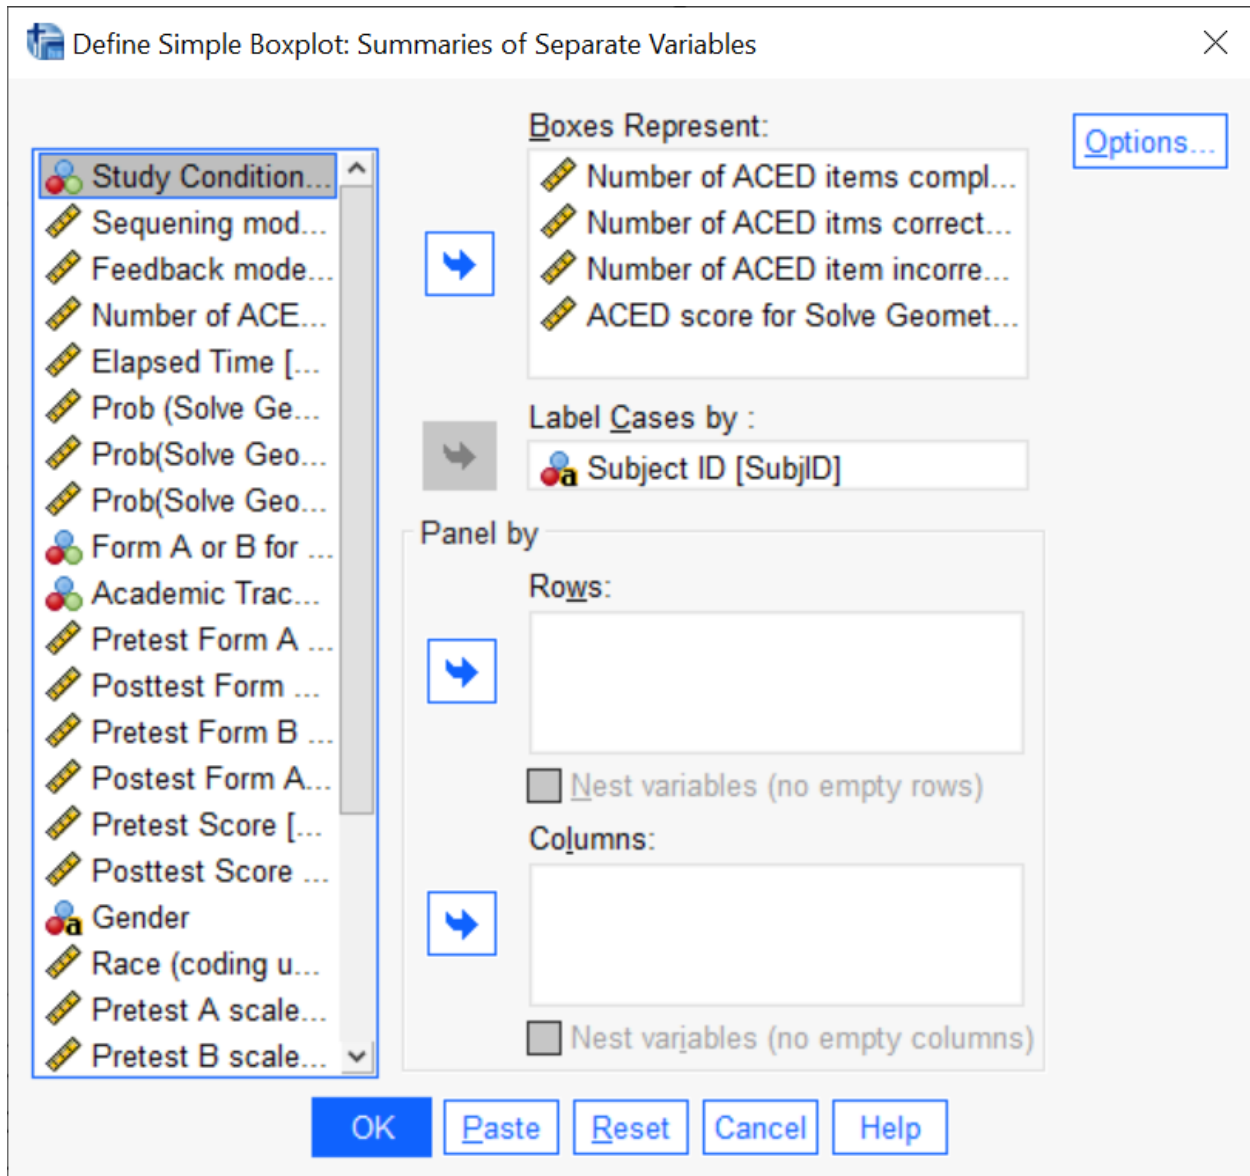 Define Simple Boxplot: Summaries of Separate Variables
Study Condition...
Sequening mod...
Feedback mode...
Number of ACE...
Elapsed Time [...
Prob (Solve Ge...
Prob(Solve Geo...
Prob(Solve Geo...
Form A or B for ...
Academic Trac...
Pretest Form A ...
Posttest Form ...
Pretest Form B ...
Postest Form A...
Pretest Score [...
Posttest Score ...
a Gender
Race (coding u...
Pretest A scale...
Pretest B scale...
Boxes Represent:
Number of ACED items compl...
Number of ACED itms correct...
Number of ACED item incorre...
ACED score for Solve Geomet...
Label Cases by :
a Subject ID [SubjID]
Panel by
Rows:
Nest variables (no empty rows)
Columns:
Nest variables (no empty columns)
Options...
OK
Paste
Reset
Cancel
Help